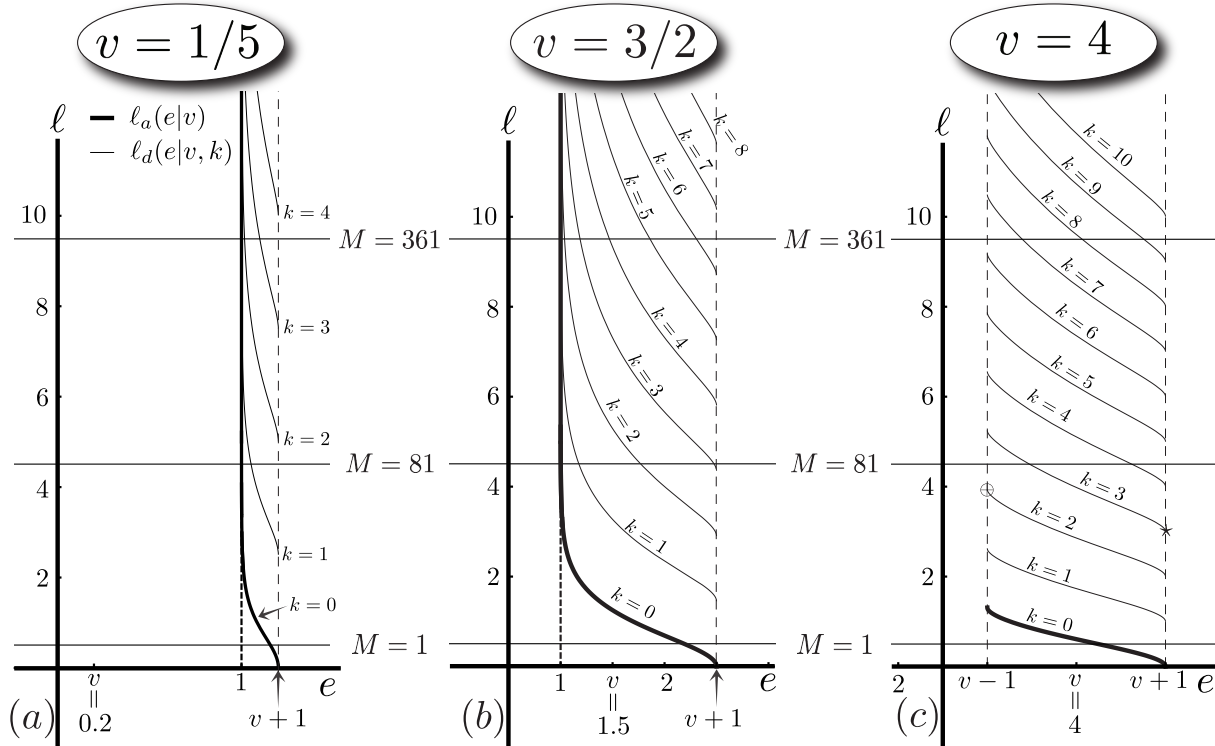 v = 1/5
v = 3/2
v = 4
ℓ
ℓ_a(e|v)
ℓ_d(e|v, k)
10
8
6
4
2
k = 4
k = 3
k = 2
k = 1
k = 0
1
e
v
=
0.2
v + 1
(a)
M = 361
M = 81
M = 1
ℓ
10
8
6
4
2
k = 8
k = 7
k = 6
k = 5
k = 4
k = 3
k = 2
k = 1
k = 0
1
2
e
v
=
1.5
v + 1
(b)
M = 361
M = 81
M = 1
ℓ
10
8
6
4
2
k = 10
k = 9
k = 8
k = 7
k = 6
k = 5
k = 4
k = 3
k = 2
k = 1
k = 0
2
v − 1
v
=
4
v + 1
e
(c)